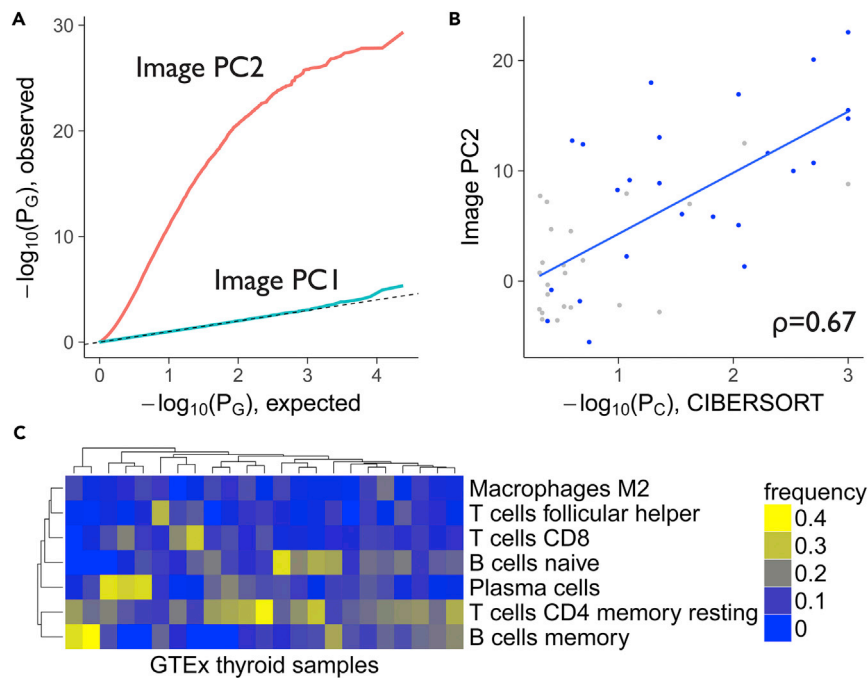 A
30
20
10
0
−log10(PG), observed
Image PC2
Image PC1
0
1
2
3
4
−log10(PG), expected
B
20
10
0
Image PC2
ρ=0.67
1
2
3
−log10(PC), CIBERSORT
C
Macrophages M2
T cells follicular helper
T cells CD8
B cells naive
Plasma cells
T cells CD4 memory resting
B cells memory
GTEx thyroid samples
frequency
0.4
0.3
0.2
0.1
0